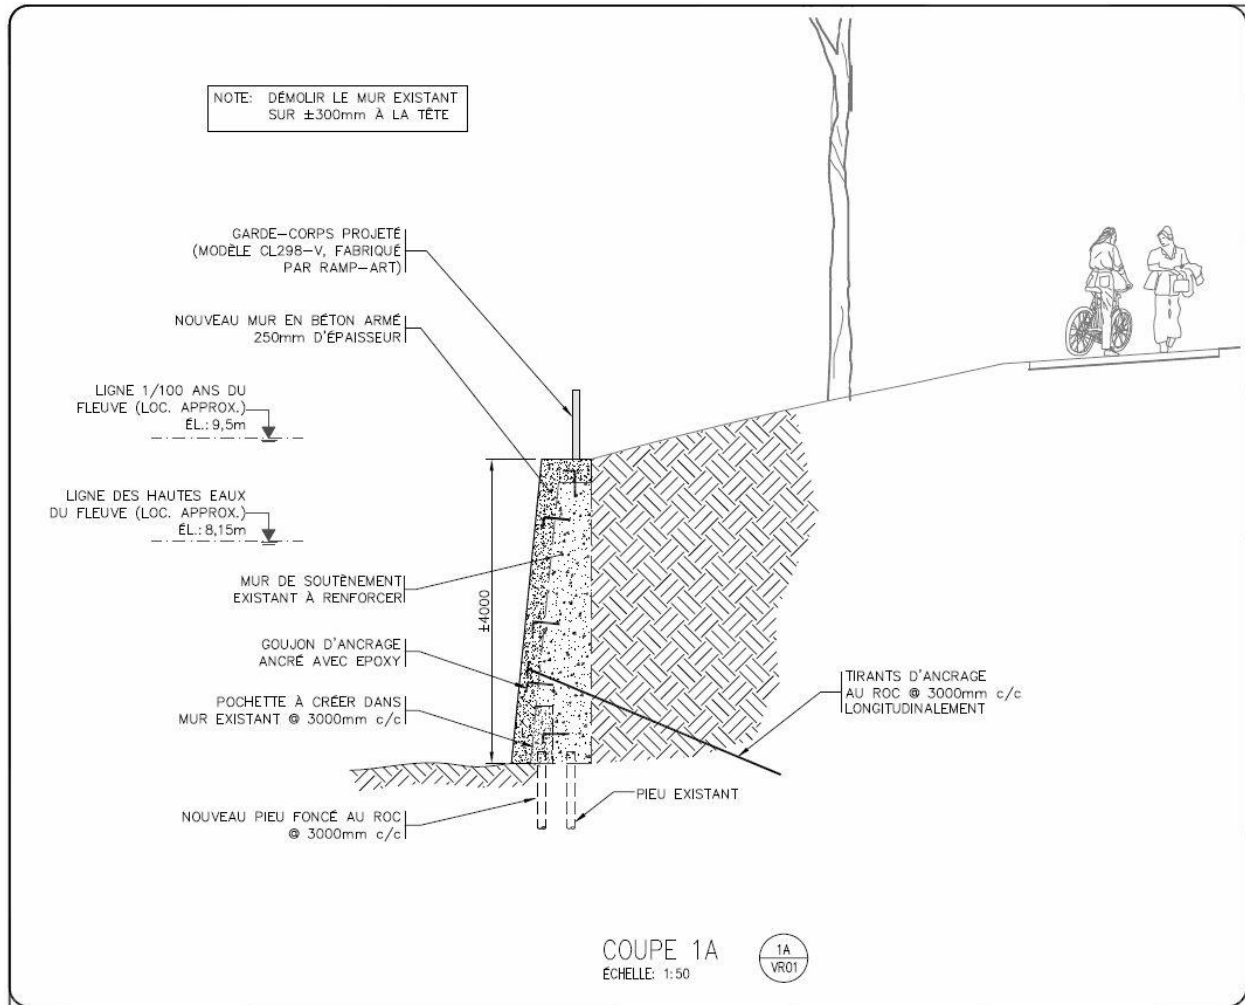 NOTE: DÉMOLIR LE MUR EXISTANT
SUR ±300mm À LA TÊTE
GARDE-CORPS PROJETÉ
(MODÈLE CL298-V, FABRIQUÉ
PAR RAMP-ART)
NOUVEAU MUR EN BÉTON ARMÉ
250mm D'ÉPAISSEUR
LIGNE 1/100 ANS DU
FLEUVE (LOC. APPROX.)
ÉL.: 9,5m
LIGNE DES HAUTES EAUX
DU FLEUVE (LOC. APPROX.)
ÉL.: 8,15m
MUR DE SOUTÈNEMENT
EXISTANT À RENFORCER
±4000
GOUJON D'ANCRAGE
ANCRÉ AVEC EPOXY
POCHETTE À CRÉER DANS
MUR EXISTANT @ 3000mm c/c
TIRANTS D'ANCRAGE
AU ROC @ 3000mm c/c
LONGITUDINALEMENT
NOUVEAU PIEU FONCÉ AU ROC
@ 3000mm c/c
PIEU EXISTANT
COUPE 1A
ÉCHELLE: 1:50
1A
VR01